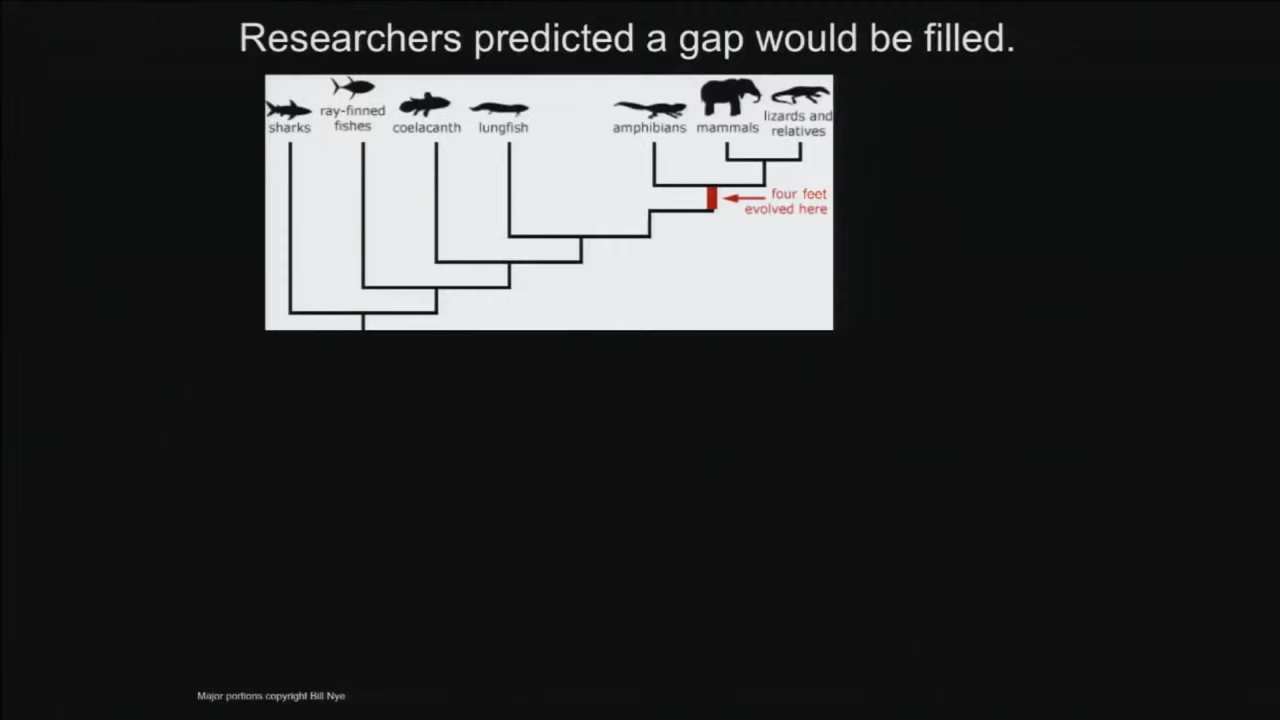 Researchers predicted a gap would be filled.
sharks
ray-finned
fishes
coelacanth
lungfish
amphibians
mammals
lizards and
relatives
four feet
evolved here
Major portions copyright Bill Nye